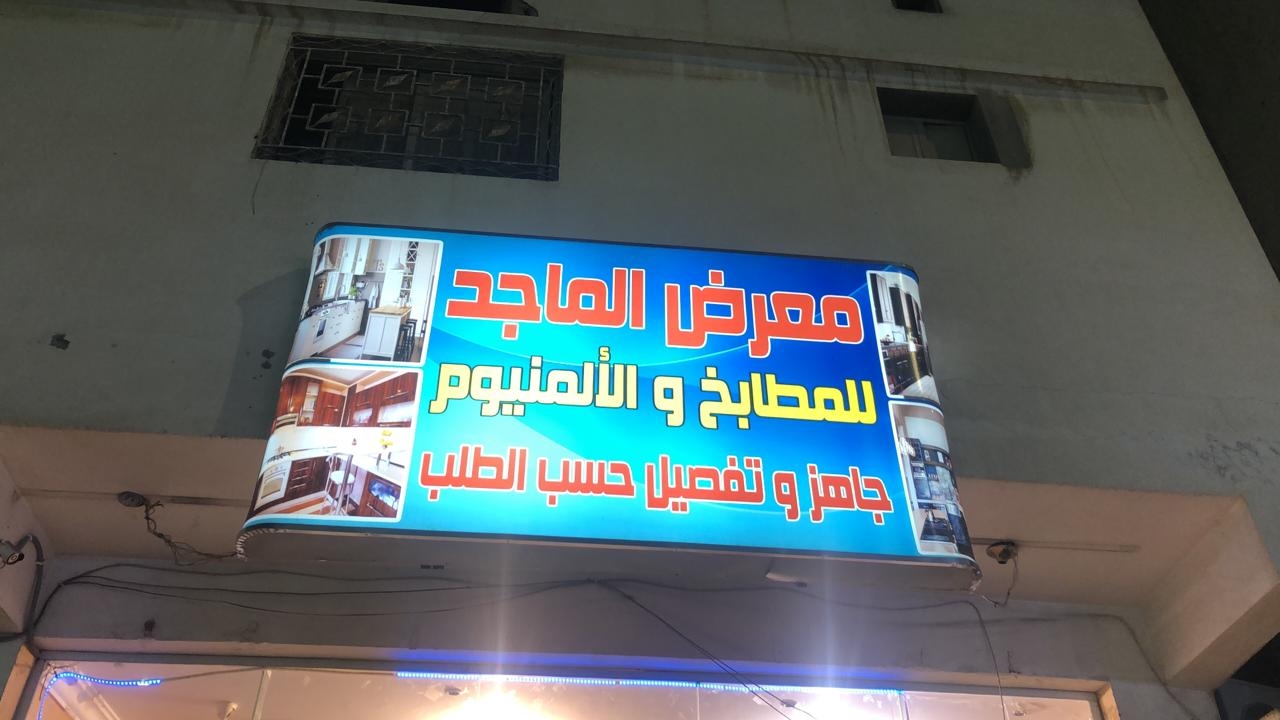 معرض الماجد
للمطابخ و الألمنيوم
جاهز و تفصيل حسب الطلب